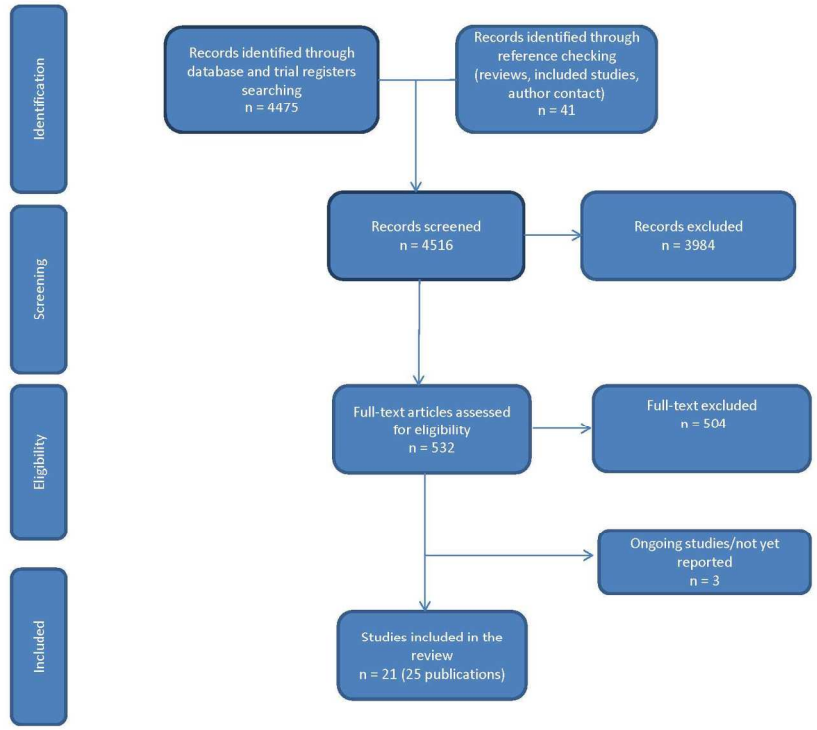 Identification
Records identified through
database and trial registers
searching
n = 4475
Records identified through
reference checking
(reviews, included studies,
author contact)
n = 41
Screening
Records screened
n = 4516
Records excluded
n = 3984
Eligibility
Full-text articles assessed
for eligibility
n = 532
Full-text excluded
n = 504
Ongoing studies/not yet
reported
n = 3
Included
Studies included in the
review
n = 21 (25 publications)